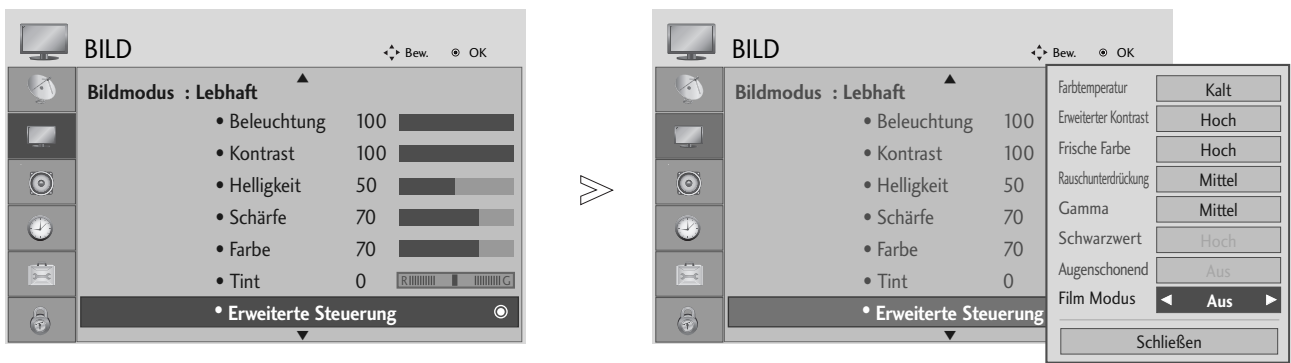 BILD
Bew. OK
Bildmodus : Lebhaft
• Beleuchtung 100
• Kontrast 100
• Helligkeit 50
• Schärfe 70
• Farbe 70
• Tint 0 R G
• Erweiterte Steuerung
BILD
Bew. OK
Bildmodus : Lebhaft
• Beleuchtung 100
• Kontrast 100
• Helligkeit 50
• Schärfe 70
• Farbe 70
• Tint 0
• Erweiterte Steuerung
Farbtemperatur Kalt
Erweiterter Kontrast Hoch
Frische Farbe Hoch
Rauschunterdrückung Mittel
Gamma Mittel
Schwarzwert Hoch
Augenschonend Aus
Film Modus Aus
Schließen